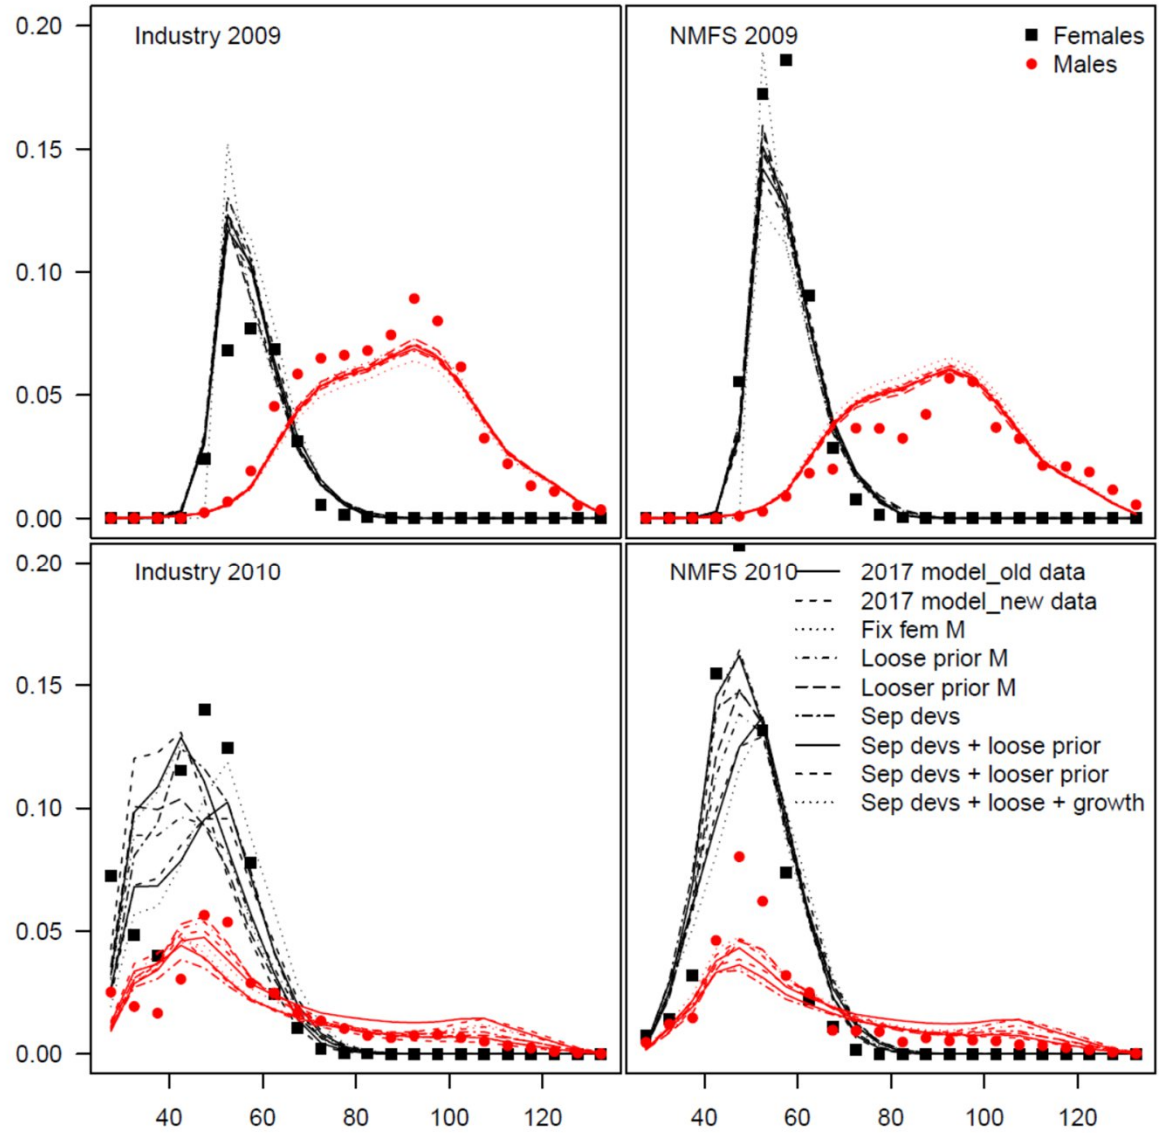 Industry 2009
NMFS 2009
Females
Males
0.20
0.15
0.10
0.05
0.00
Industry 2010
NMFS 2010
2017 model_old data
2017 model_new data
Fix fem M
Loose prior M
Looser prior M
Sep devs
Sep devs + loose prior
Sep devs + looser prior
Sep devs + loose + growth
0.20
0.15
0.10
0.05
0.00
40 60 80 100 120
40 60 80 100 120